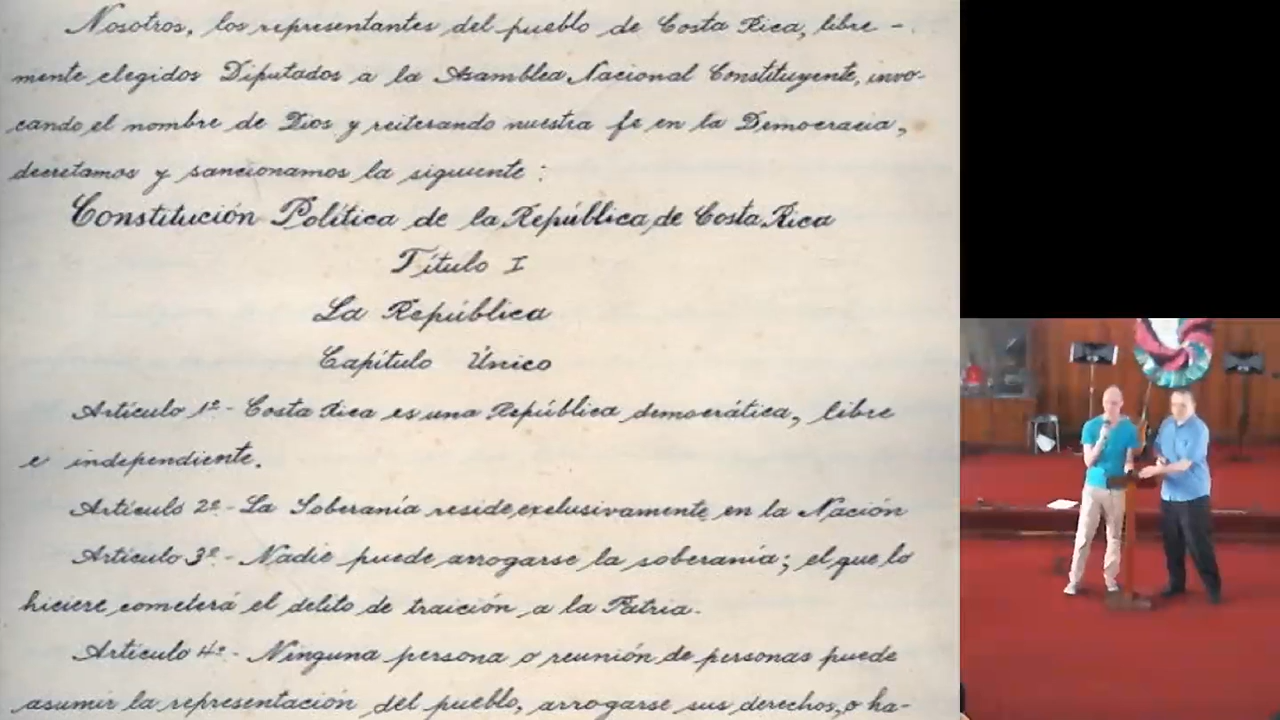 Nosotros, los representantes del pueblo de Costa Rica, libre-
mente elegidos Diputados a la Asamblea Nacional Constituyente, invo-
cando el nombre de Dios y reiterando nuestra fe en la Democracia,
decretamos y sancionamos la siguiente:
Constitución Política de la República de Costa Rica
Título I
La República
Capítulo Único
Artículo 1º- Costa Rica es una República democrática, libre
e independiente.
Artículo 2º- La Soberanía reside exclusivamente en la Nación
Artículo 3º- Nadie puede arrogarse la soberanía; el que lo
hiciere cometerá el delito de traición a la Patria.
Artículo 4º- Ninguna persona o reunión de personas puede
asumir la representación del pueblo, arrogarse sus derechos, o ha-